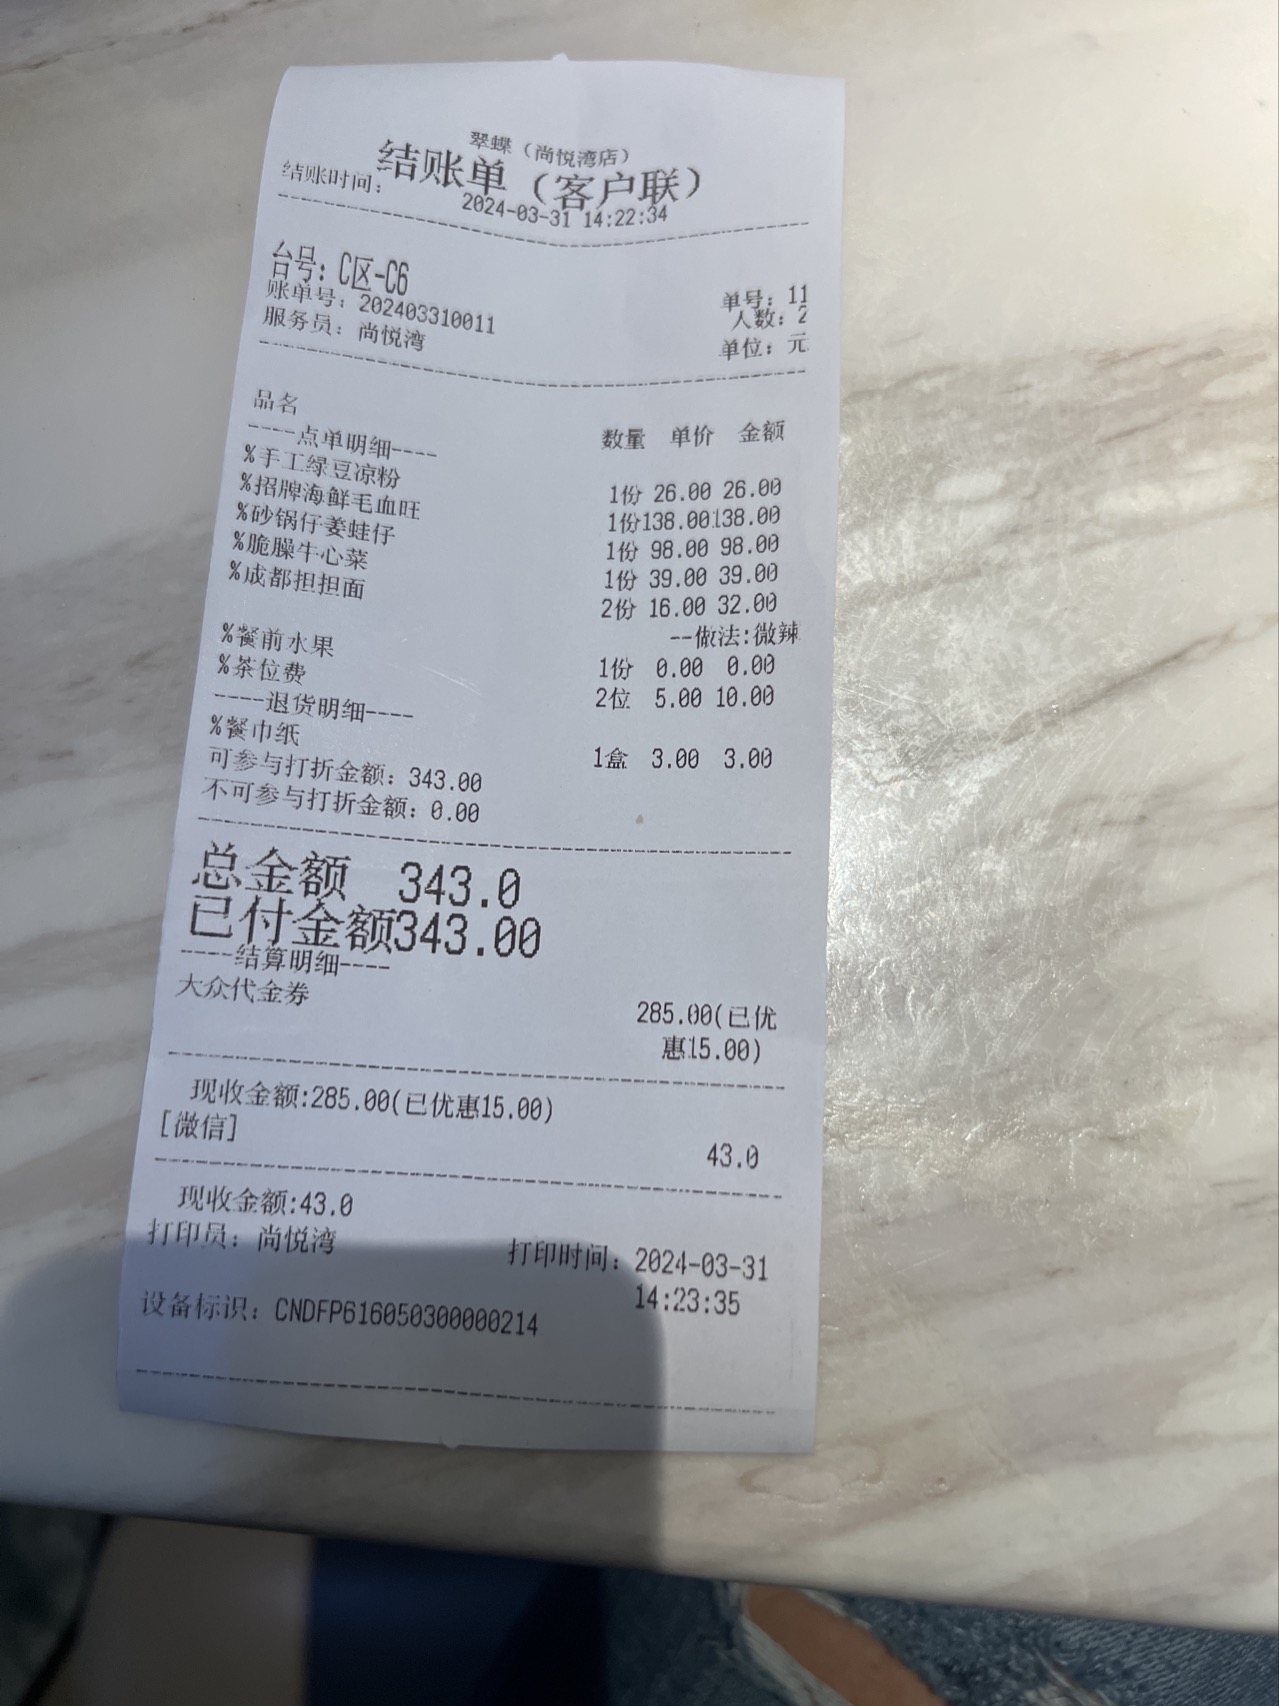 翠蝶（尚悦湾店）
结账单（客户联）
结账时间： 2024-03-31 14:22:34
台号：C区-C6 单号：11
账单号：202403310011 人数：2
服务员：尚悦湾 单位：元
品名 数量 单价 金额
----点单明细----
%手工绿豆凉粉 1份 26.00 26.00
%招牌海鲜毛血旺 1份138.00138.00
%砂锅仔姜蛙仔 1份 98.00 98.00
%脆臊牛心菜 1份 39.00 39.00
%成都担担面 2份 16.00 32.00
--做法:微辣
%餐前水果 1份 0.00 0.00
%茶位费 2位 5.00 10.00
----退货明细----
%餐巾纸 1盒 3.00 3.00
可参与打折金额：343.00
不可参与打折金额：0.00
总金额 343.0
已付金额343.00
----结算明细----
大众代金券 285.00(已优
惠15.00)
现收金额:285.00(已优惠15.00)
[微信] 43.0
现收金额:43.0
打印员：尚悦湾 打印时间：2024-03-31
14:23:35
设备标识：CNDFP616050300000214